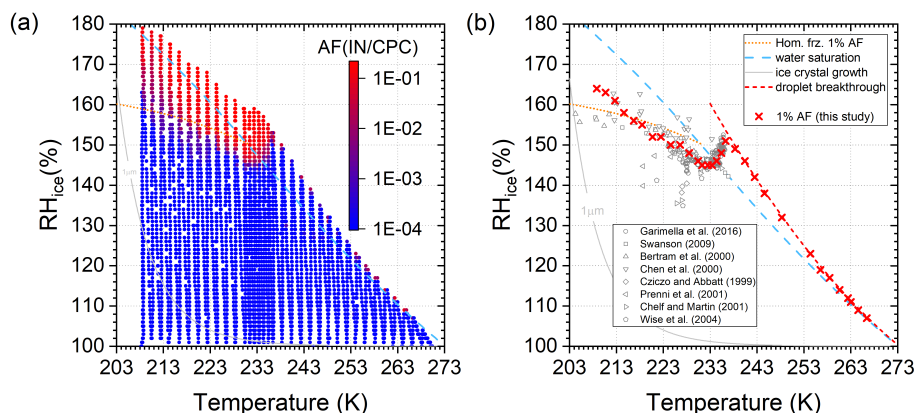 (a)
AF(IN/CPC)
1E-01
1E-02
1E-03
1E-04
180
170
160
150
140
130
120
110
100
RHice(%)
1μm
203 213 223 233 243 253 263 273
Temperature (K)
(b)
Hom. frz. 1% AF
water saturation
ice crystal growth
droplet breakthrough
1% AF (this study)
180
170
160
150
140
130
120
110
100
RHice(%)
1μm
Garimella et al. (2016)
Swanson (2009)
Bertram et al. (2000)
Chen et al. (2000)
Cziczo and Abbatt (1999)
Prenni et al. (2001)
Chelf and Martin (2001)
Wise et al. (2004)
203 213 223 233 243 253 263 273
Temperature (K)